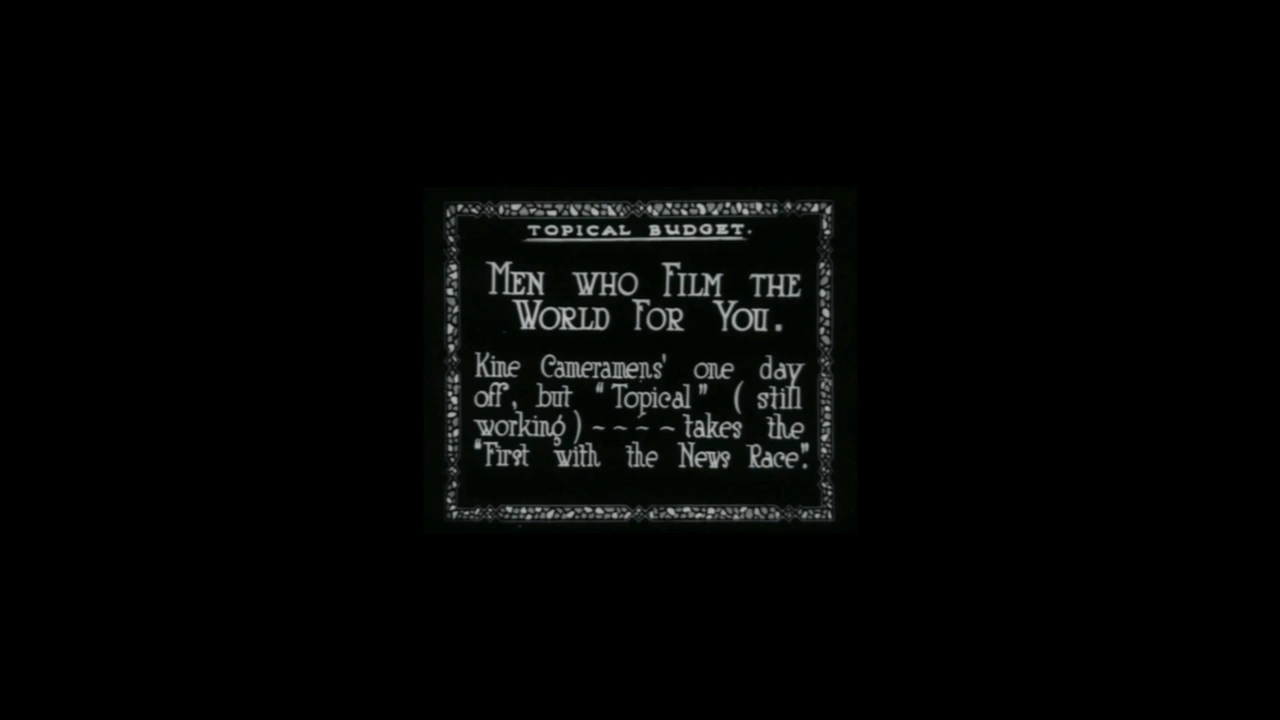 TOPICAL BUDGET.
MEN WHO FILM THE
WORLD FOR YOU.
Kine Cameramens' one day
off, but "Topical" ( still
working) ~ ~ ~ ~ takes the
"First with the News Race".